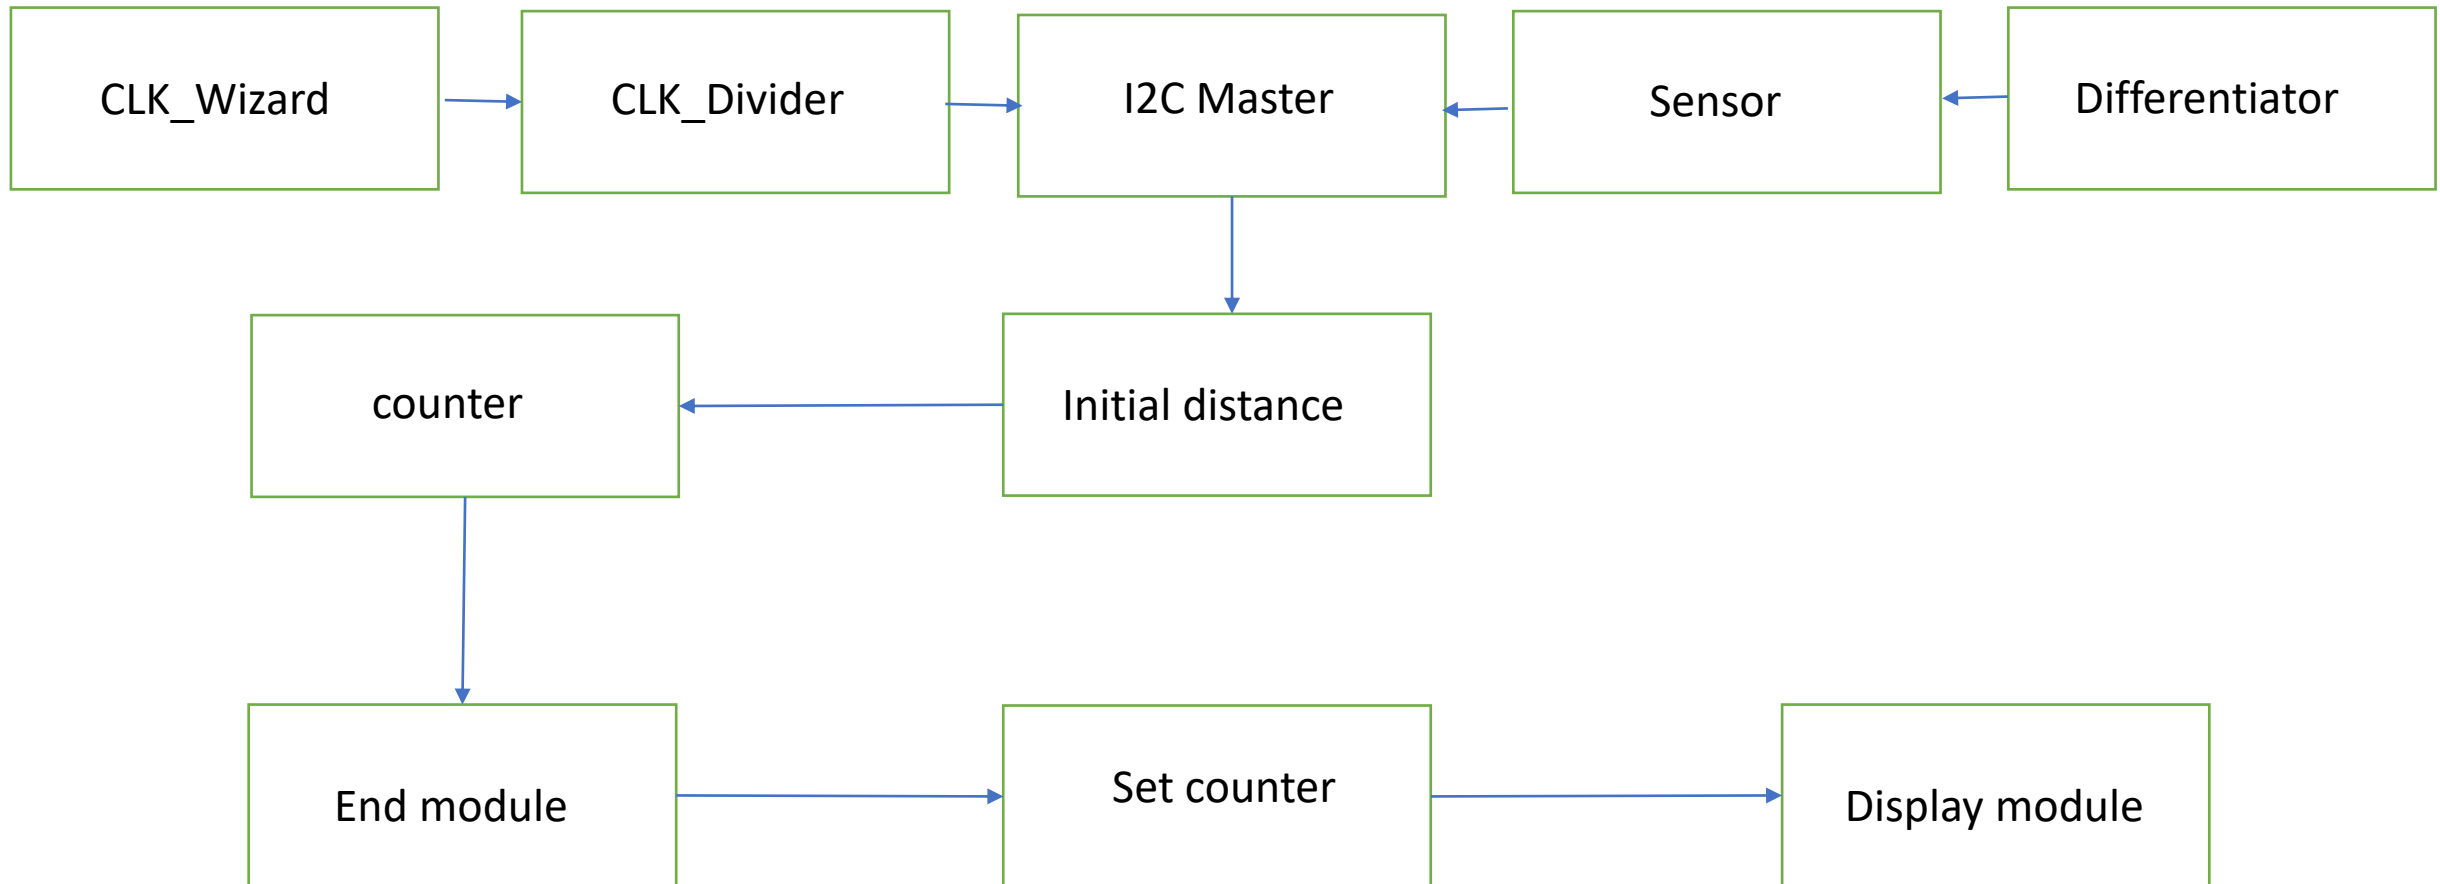 CLK_Wizard
CLK_Divider
I2C Master
Sensor
Differentiator
counter
Initial distance
End module
Set counter
Display module